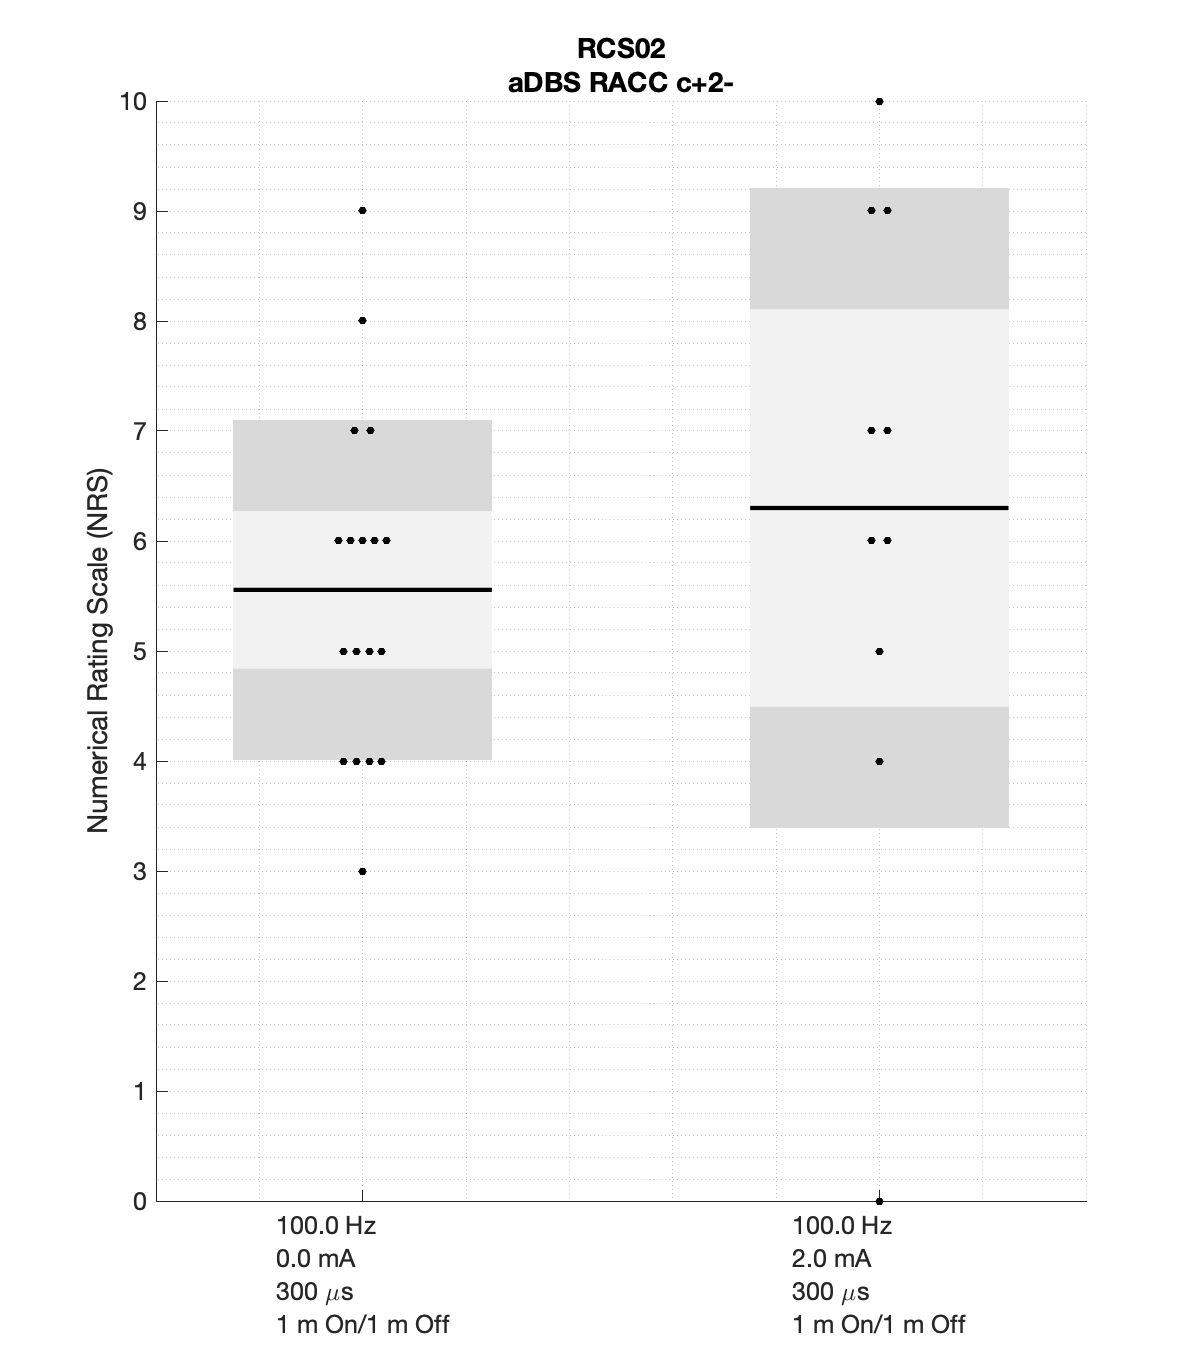 RCS02
aDBS RACC c+2-
10
9
8
7
6
5
4
3
2
1
0
Numerical Rating Scale (NRS)
100.0 Hz
0.0 mA
300 μs
1 m On/1 m Off
100.0 Hz
2.0 mA
300 μs
1 m On/1 m Off